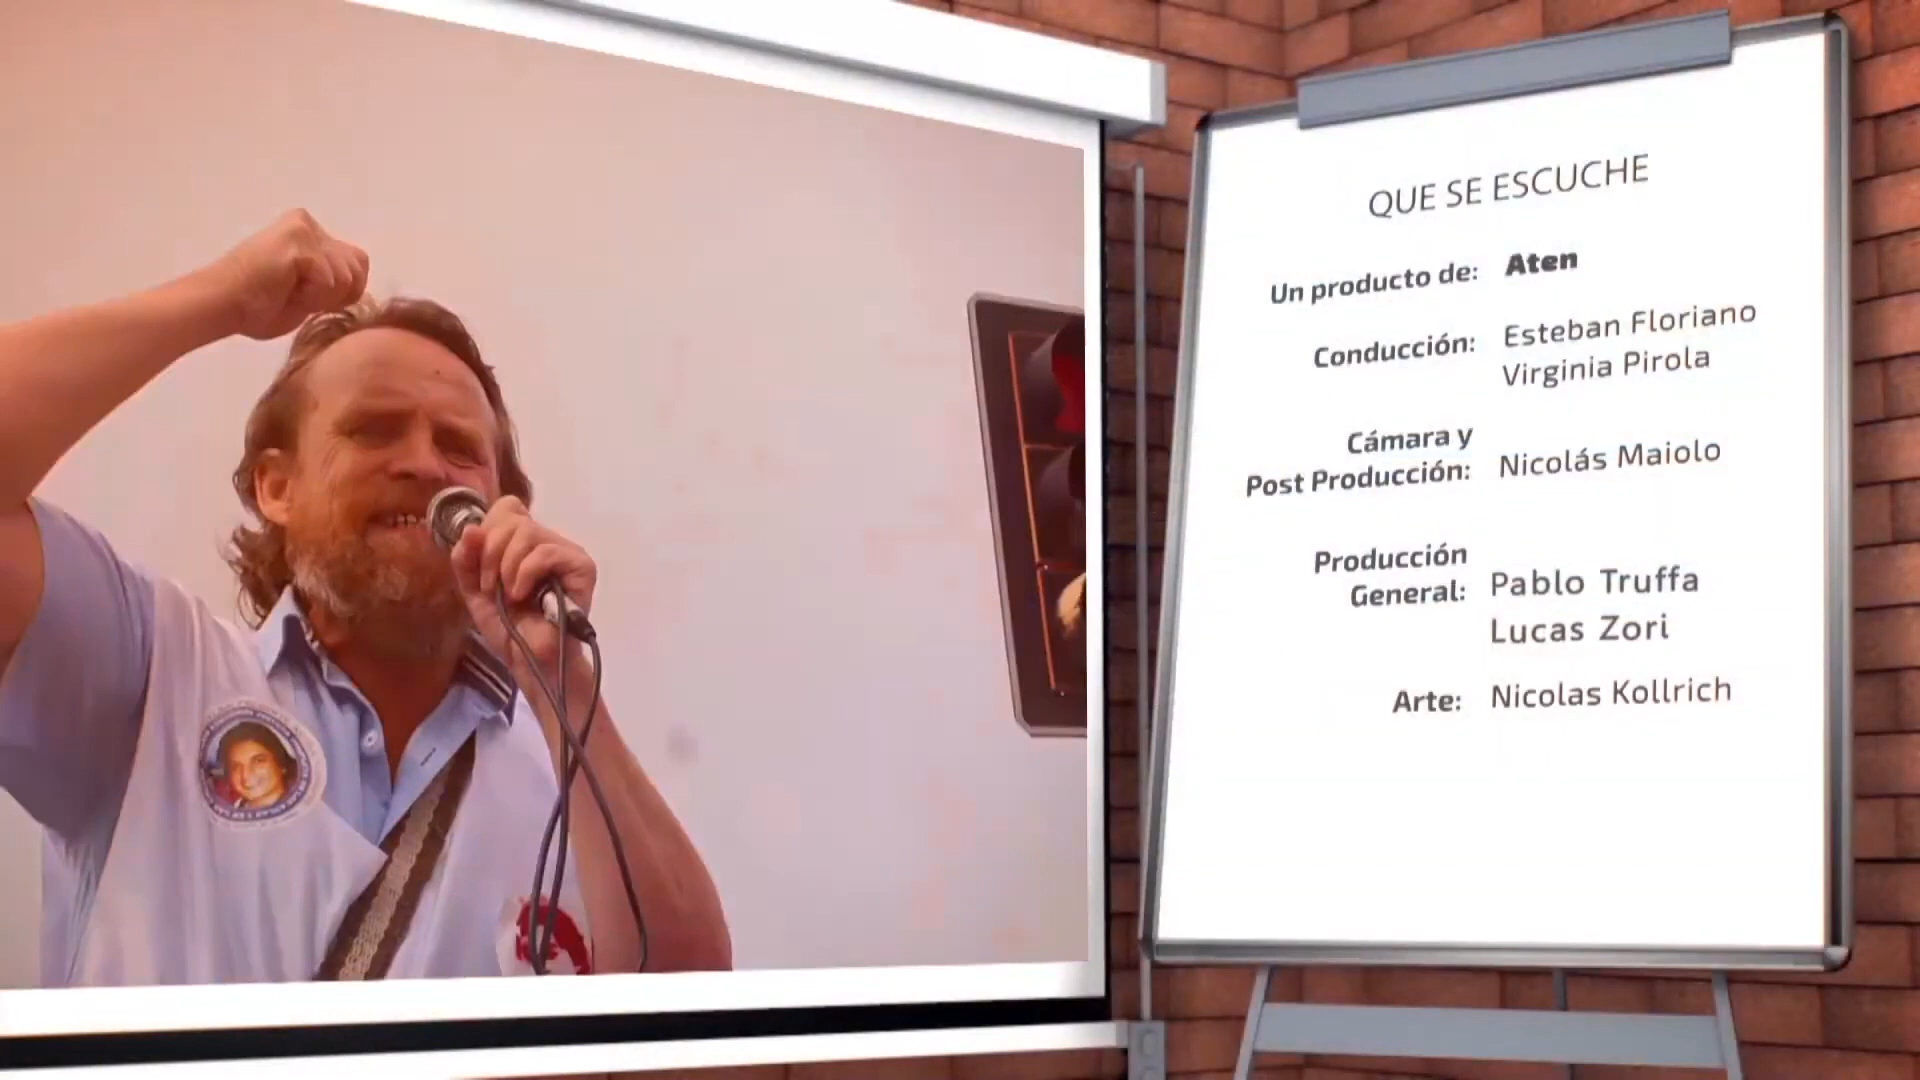 QUE SE ESCUCHE
Un producto de: Aten
Conducción: Esteban Floriano
Virginia Pirola
Cámara y
Post Producción: Nicolás Maiolo
Producción
General: Pablo Truffa
Lucas Zori
Arte: Nicolas Kollrich